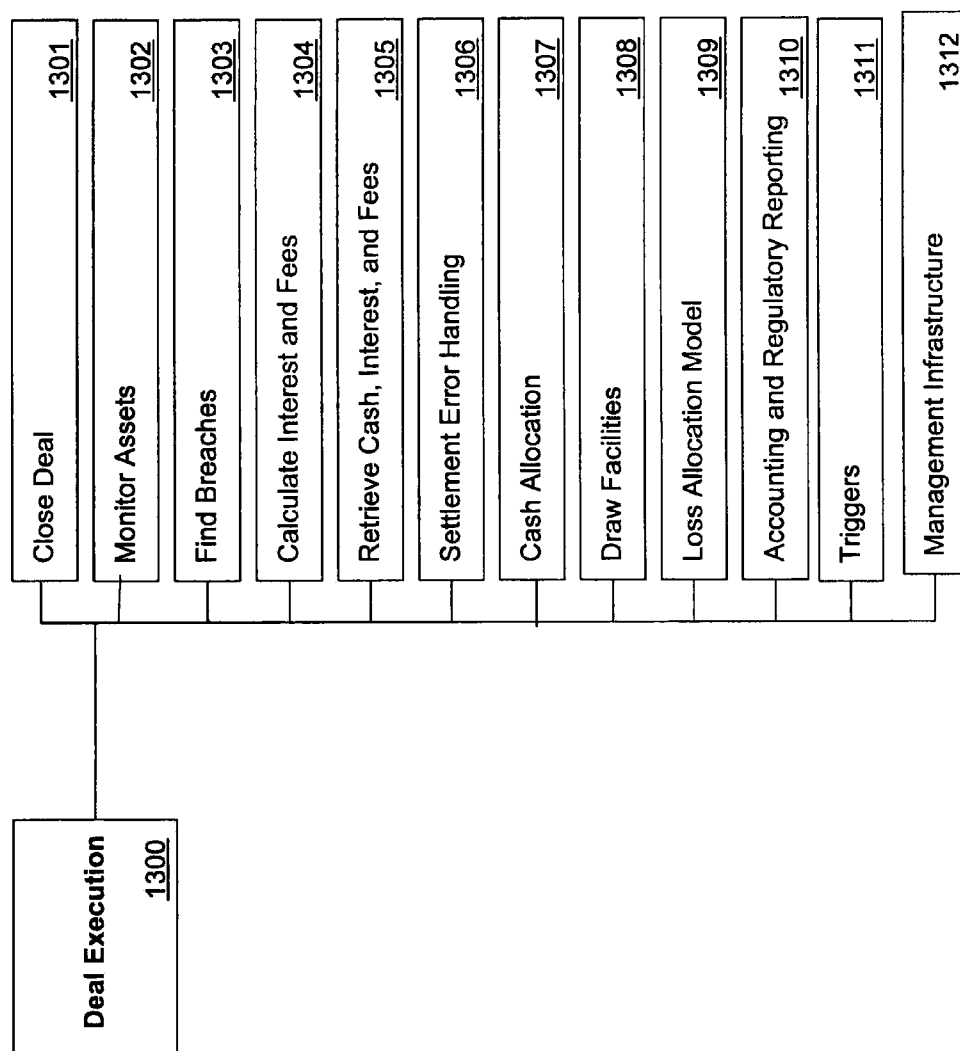 Deal Execution
1300
Close Deal
1301
Monitor Assets
1302
Find Breaches
1303
Calculate Interest and Fees
1304
Retrieve Cash, Interest, and Fees
1305
Settlement Error Handling
1306
Cash Allocation
1307
Draw Facilities
1308
Loss Allocation Model
1309
Accounting and Regulatory Reporting
1310
Triggers
1311
Management Infrastructure
1312